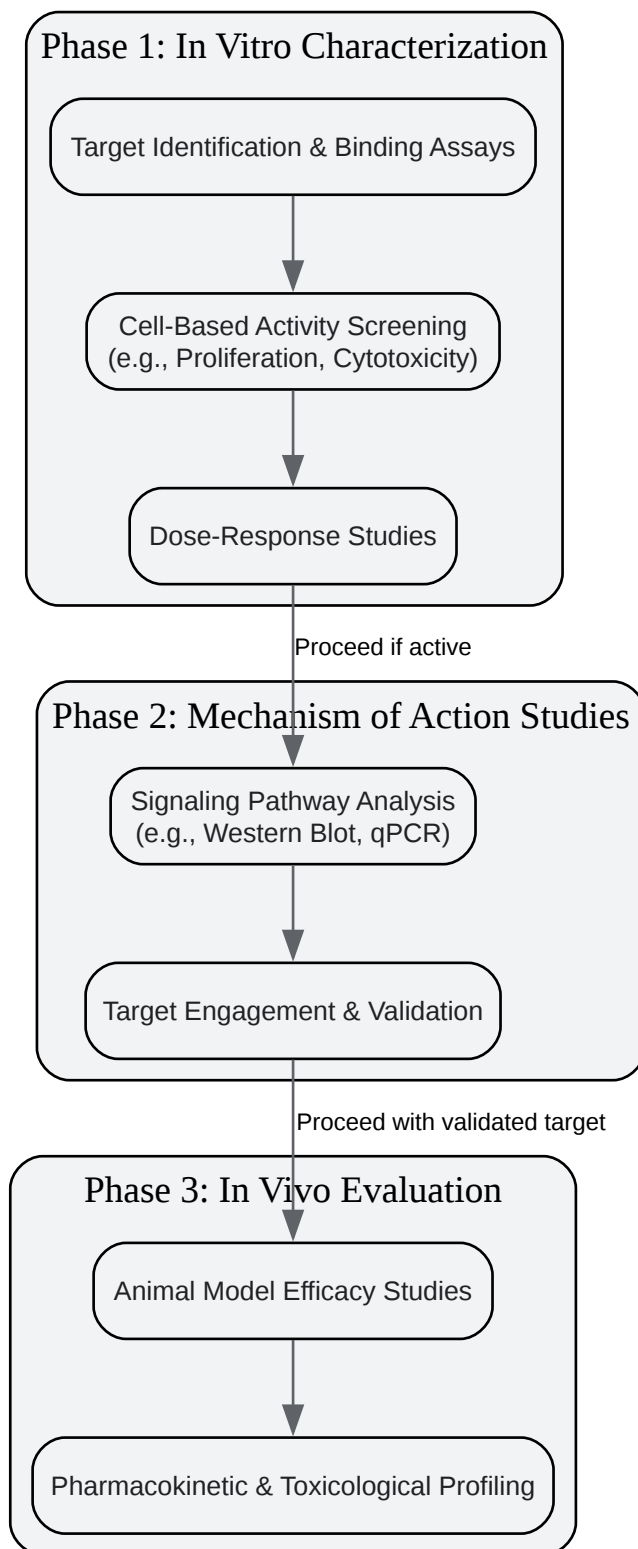 Phase 1: In Vitro Characterization
Target Identification & Binding Assays
Cell-Based Activity Screening
(e.g., Proliferation, Cytotoxicity)
Dose-Response Studies
Proceed if active
Phase 2: Mechanism of Action Studies
Signaling Pathway Analysis
(e.g., Western Blot, qPCR)
Target Engagement & Validation
Proceed with validated target
Phase 3: In Vivo Evaluation
Animal Model Efficacy Studies
Pharmacokinetic & Toxicological Profiling